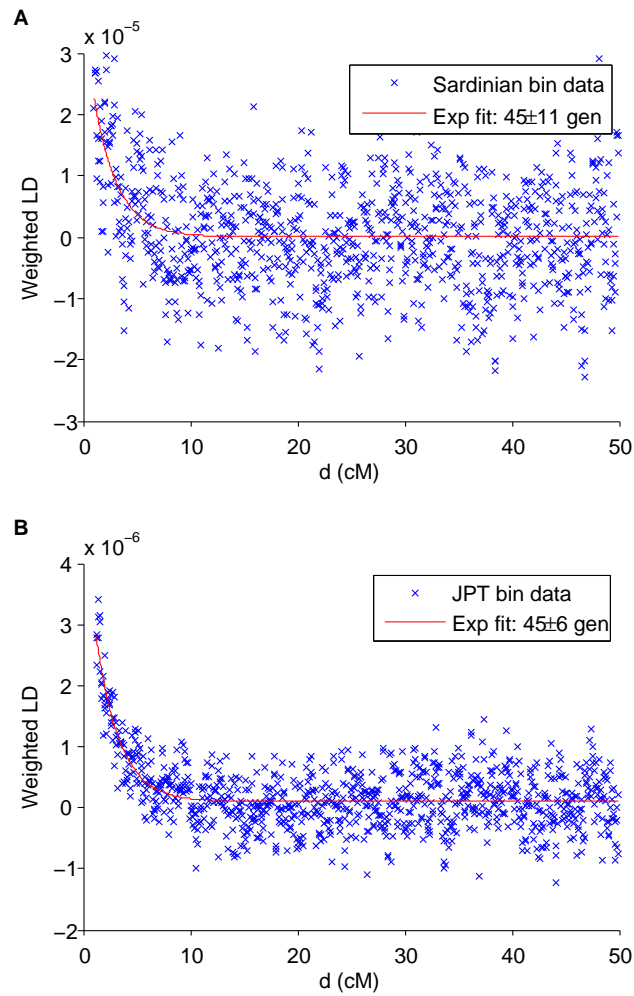 A
x 10⁻⁵
3
2
1
0
−1
−2
−3
Weighted LD
0 10 20 30 40 50
d (cM)
Sardinian bin data
Exp fit: 45±11 gen
B
x 10⁻⁶
4
3
2
1
0
−1
−2
Weighted LD
0 10 20 30 40 50
d (cM)
JPT bin data
Exp fit: 45±6 gen